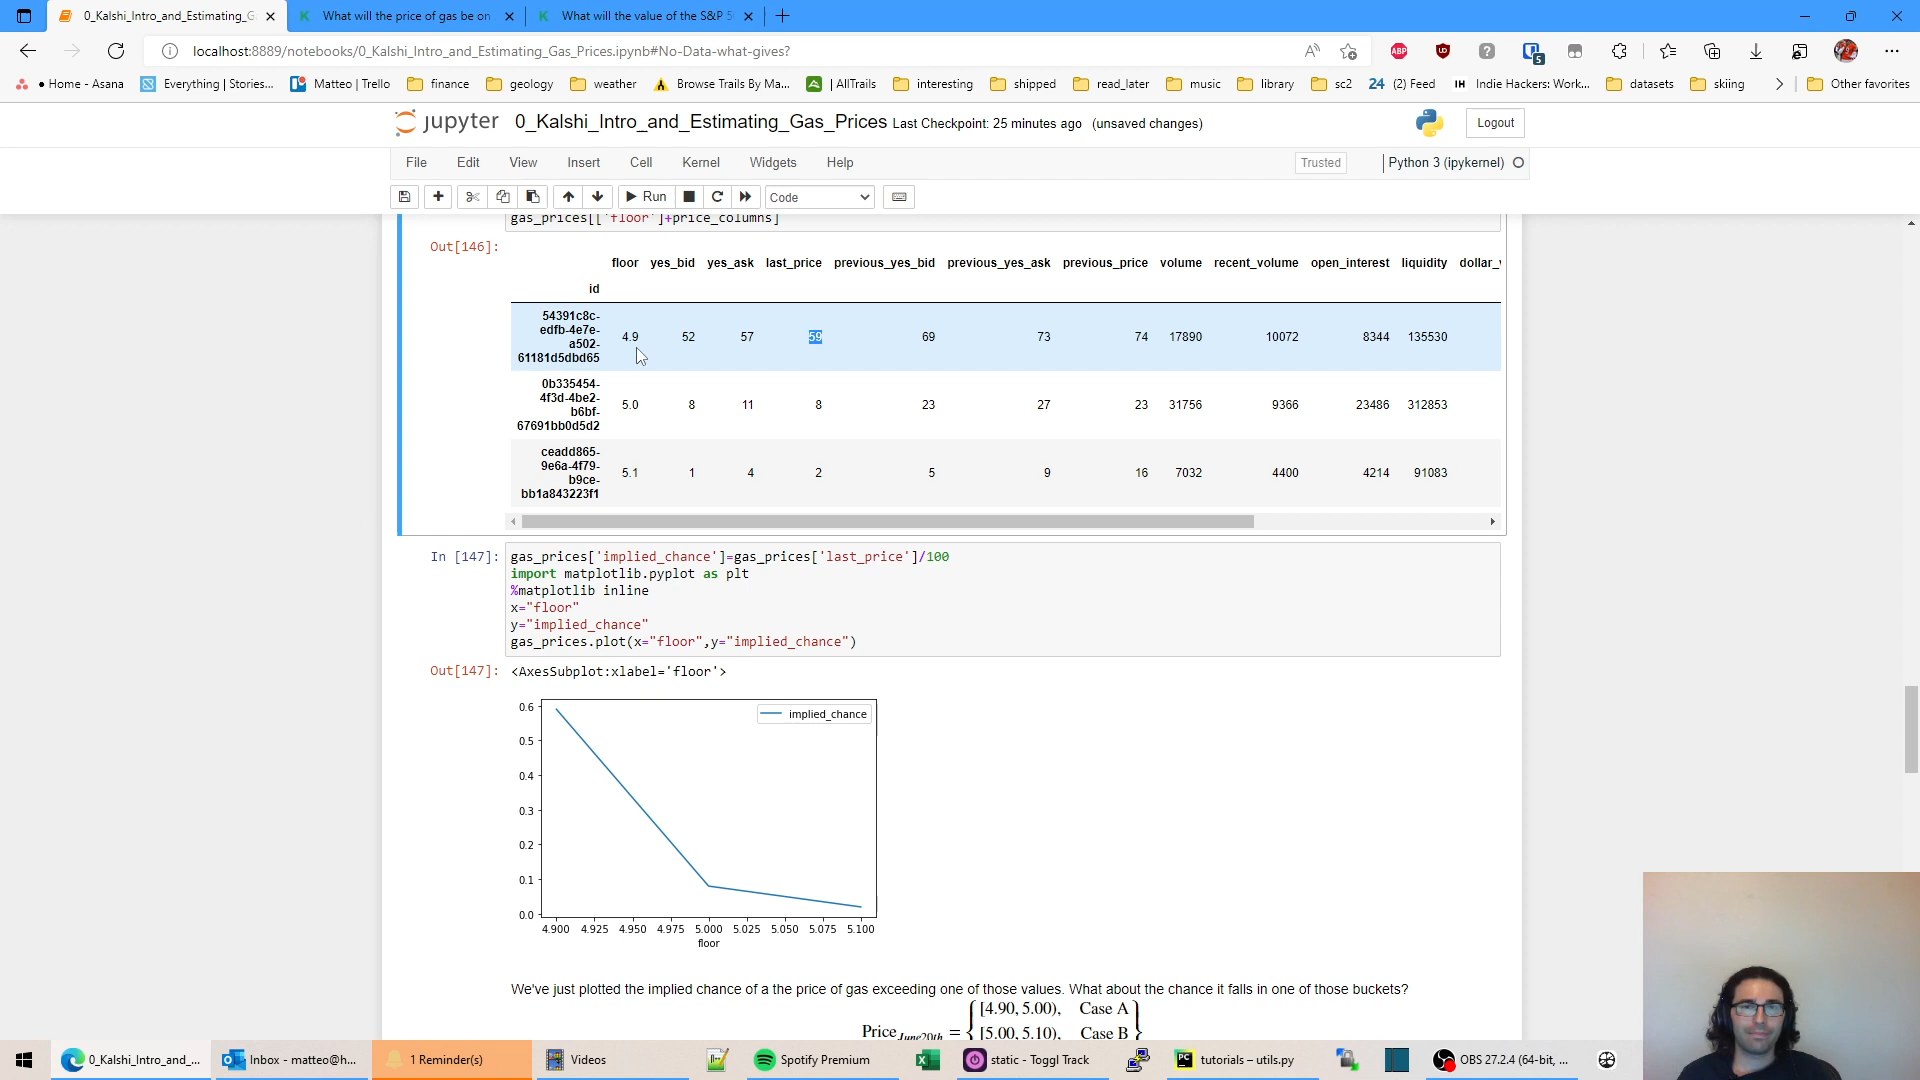 0_Kalshi_Intro_and_Estimating_G
What will the price of gas be on
What will the value of the S&P 5
localhost:8889/notebooks/0_Kalshi_Intro_and_Estimating_Gas_Prices.ipynb#No-Data-what-gives?
Home - Asana
Everything | Stories...
Matteo | Trello
finance
geology
weather
Browse Trails By Ma...
| AllTrails
interesting
shipped
read_later
music
library
sc2
24 (2) Feed
IH Indie Hackers: Work...
datasets
skiing
Other favorites
jupyter 0_Kalshi_Intro_and_Estimating_Gas_Prices Last Checkpoint: 25 minutes ago (unsaved changes)
Logout
File Edit View Insert Cell Kernel Widgets Help
Trusted
Python 3 (ipykernel)
Run
Code
gas_prices[['floor']+price_columns]
Out[146]:
floor yes_bid yes_ask last_price previous_yes_bid previous_yes_ask previous_price volume recent_volume open_interest liquidity dollar_
id
54391c8c-
edfb-4e7e-
a502-
61181d5dbd65
4.9 52 57 59 69 73 74 17890 10072 8344 135530
0b335454-
4f3d-4be2-
b6bf-
67691bb0d5d2
5.0 8 11 8 23 27 23 31756 9366 23486 312853
ceadd865-
9e6a-4f79-
b9ce-
bb1a843223f1
5.1 1 4 2 5 9 16 7032 4400 4214 91083
In [147]:
gas_prices['implied_chance']=gas_prices['last_price']/100
import matplotlib.pyplot as plt
%matplotlib inline
x="floor"
y="implied_chance"
gas_prices.plot(x="floor",y="implied_chance")
Out[147]: <AxesSubplot:xlabel='floor'>
implied_chance
0.6
0.5
0.4
0.3
0.2
0.1
0.0
4.900 4.925 4.950 4.975 5.000 5.025 5.050 5.075 5.100
floor
We've just plotted the implied chance of a the price of gas exceeding one of those values. What about the chance it falls in one of those buckets?
[4.90, 5.00), Case A
Price June20th = [5.00, 5.10), Case B
0_Kalshi_Intro_and_...
Inbox - matteo@h...
1 Reminder(s)
Videos
Spotify Premium
static - Toggl Track
tutorials – utils.py
OBS 27.2.4 (64-bit, ...